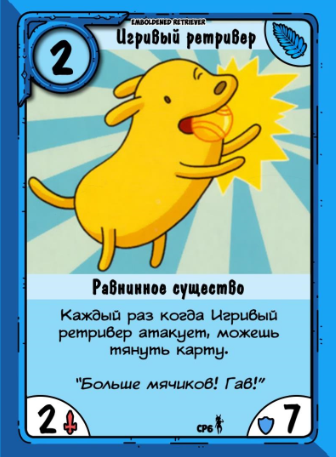 EMBOLDENED RETRIEVER
2
Игривый ретривер
Равнинное существо
Каждый раз когда Игривый
ретривер атакует, можешь
тянуть карту.
"Больше мячиков! Гав!"
2
СР6
7